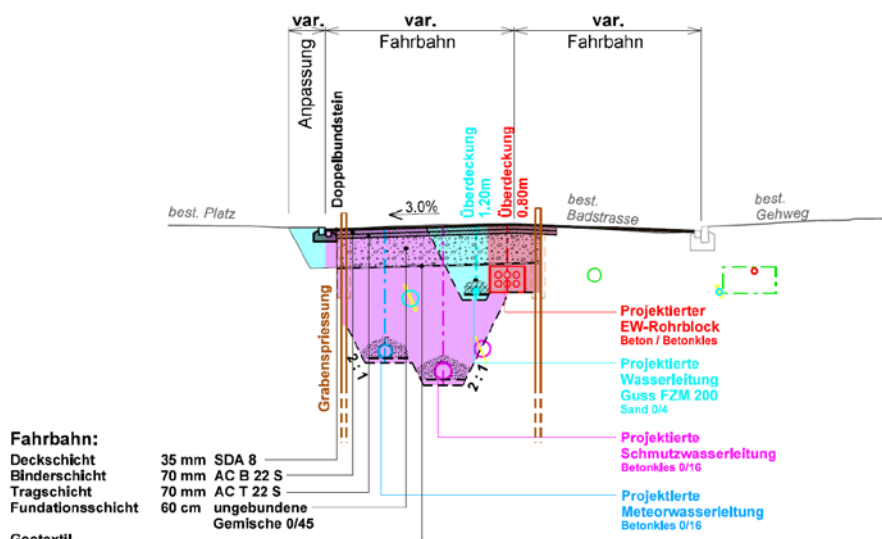 var.
var.
var.
Fahrbahn
Fahrbahn
Anpassung
Doppelbundstein
Überdeckung
1,20m
Überdeckung
0,80m
best. Platz
3.0%
best.
Badstrasse
best.
Gehweg
Grabenspriessung
2 : 1
2 : 1
Projektierter
EW-Rohrblock
Beton / Betonkies
Projektierte
Wasserleitung
Guss FZM 200
Sand 0/4
Projektierte
Schmutzwasserleitung
Betonkies 0/16
Projektierte
Meteorwasserleitung
Betonkies 0/16
Fahrbahn:
Deckschicht 35 mm SDA 8
Binderschicht 70 mm AC B 22 S
Tragschicht 70 mm AC T 22 S
Fundationsschicht 60 cm ungebundene
Gemische 0/45
Geotextil